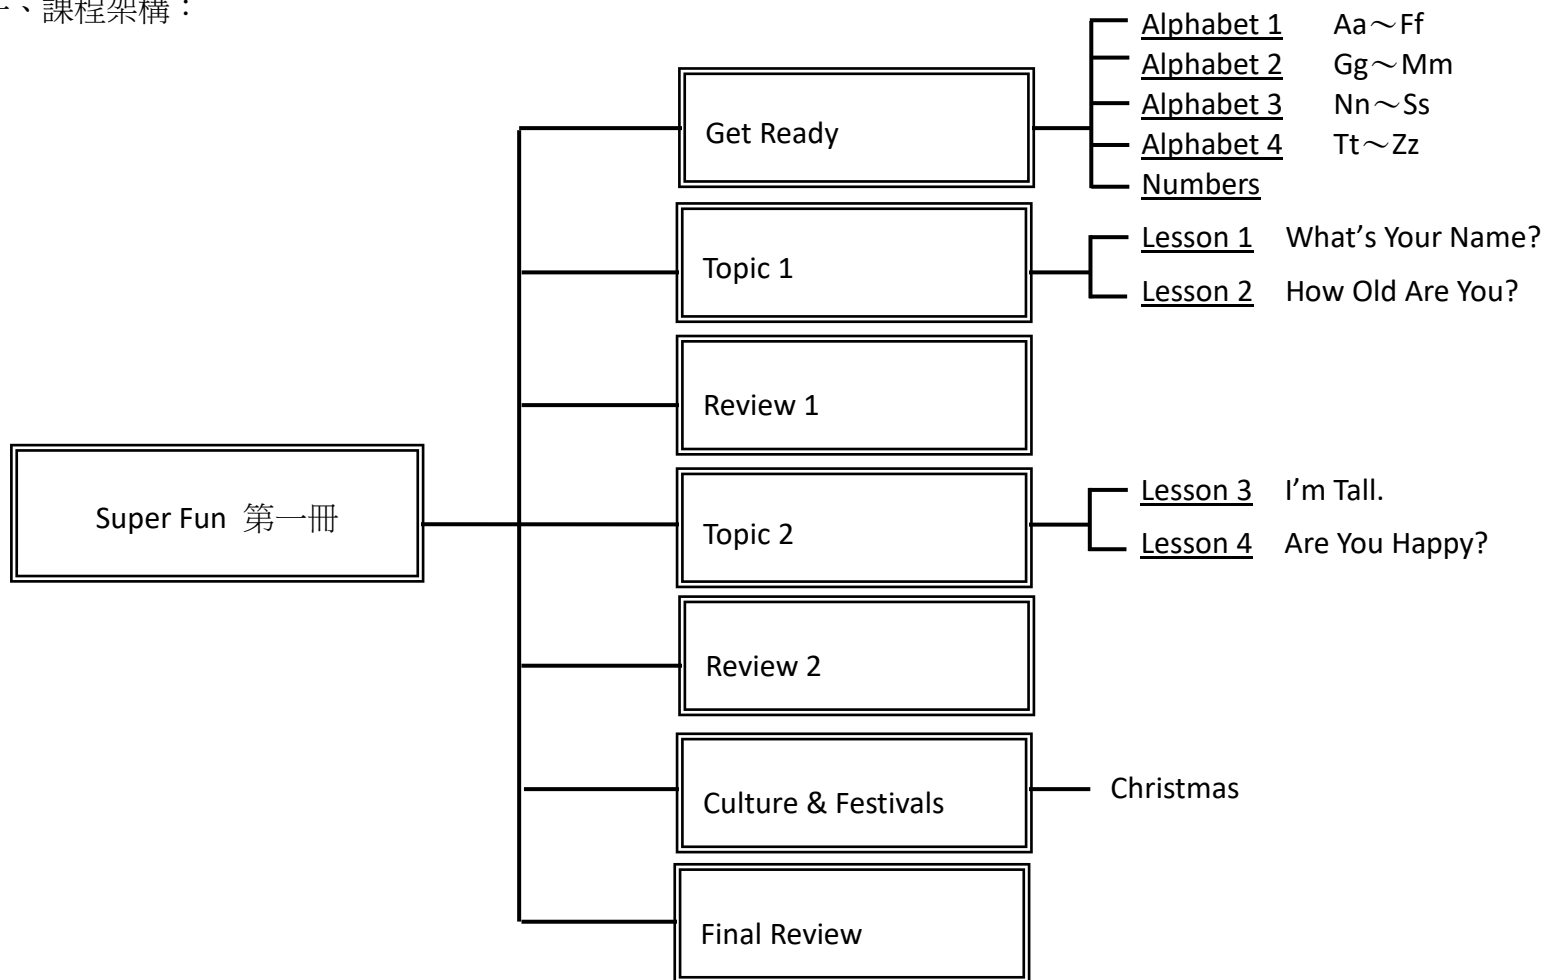 一、課程架構：
Alphabet 1 Aa～Ff
Alphabet 2 Gg～Mm
Get Ready
Alphabet 3 Nn～Ss
Alphabet 4 Tt～Zz
Numbers
Lesson 1 What’s Your Name?
Topic 1
Lesson 2 How Old Are You?
Review 1
Super Fun 第一冊
Lesson 3 I’m Tall.
Topic 2
Lesson 4 Are You Happy?
Review 2
Culture & Festivals
Christmas
Final Review